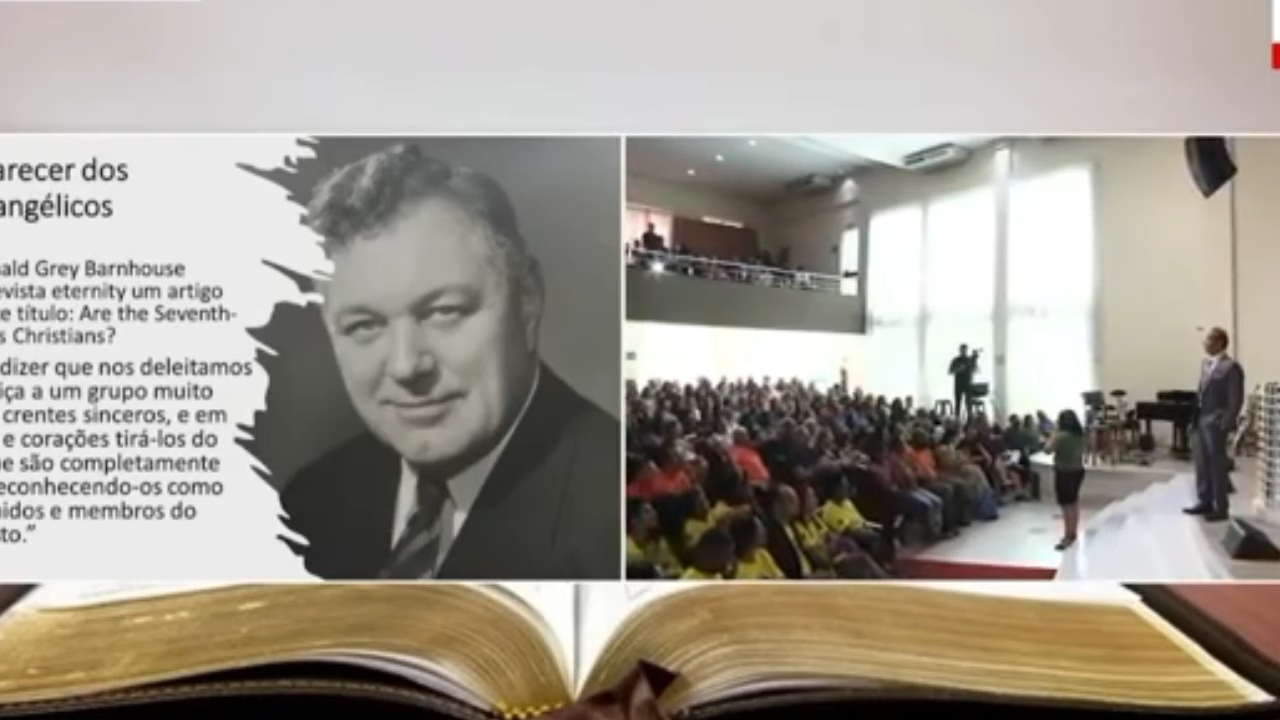 arecer dos
angélicos
ald Grey Barnhouse
evista eternity um artigo
e título: Are the Seventh-
s Christians?
dizer que nos deleitamos
iça a um grupo muito
crentes sinceros, e em
e corações tirá-los do
e são completamente
econhecendo-os como
idos e membros do
to.”